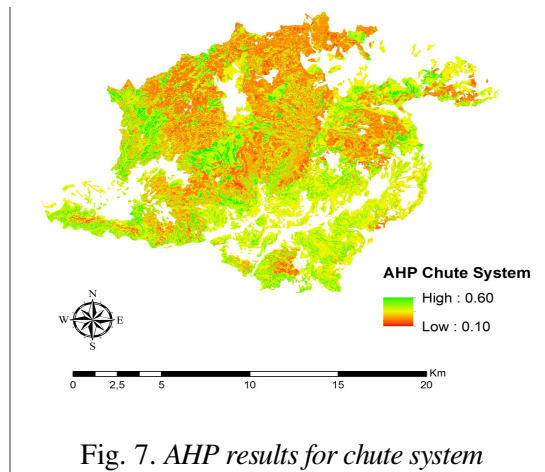 AHP Chute System
High : 0.60
Low : 0.10
N
W E
S
Km
0 2,5 5 10 15 20
Fig. 7. AHP results for chute system